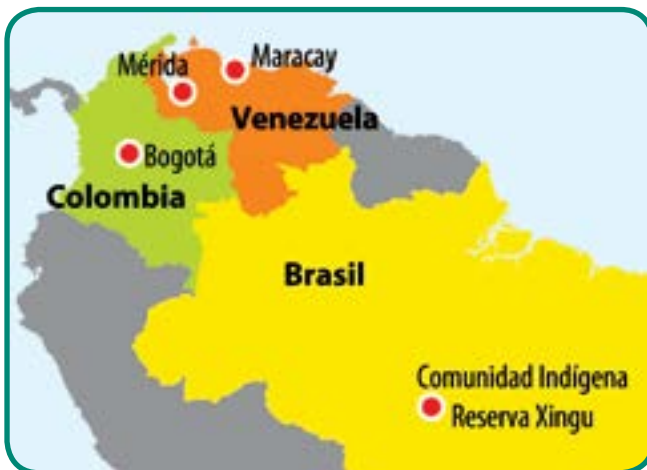 Mérida
Maracay
Venezuela
Bogotá
Colombia
Brasil
Comunidad Indígena
Reserva Xingu